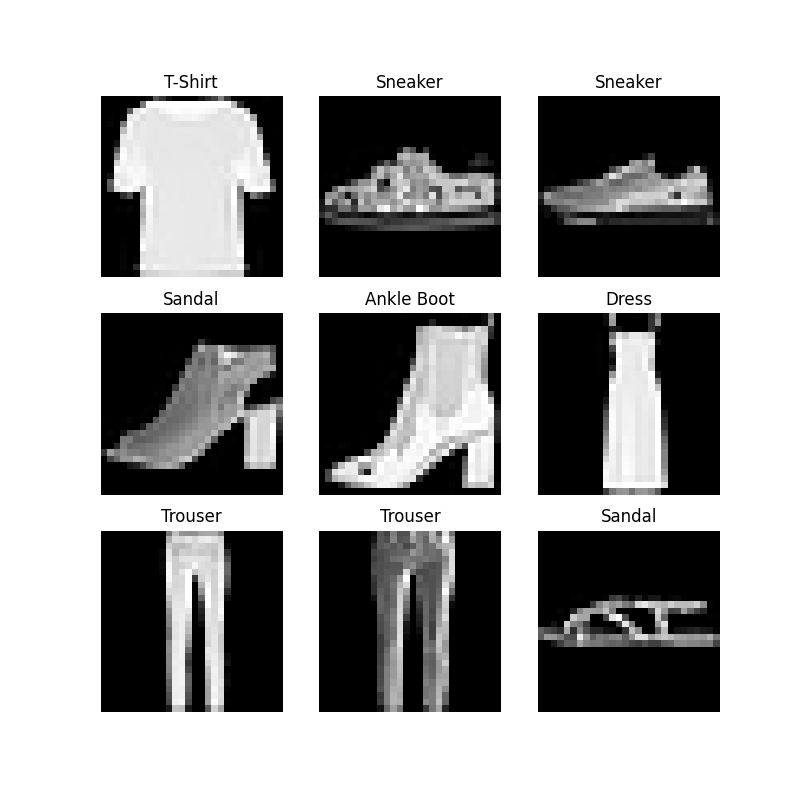 T-Shirt
Sneaker
Sneaker
Sandal
Ankle Boot
Dress
Trouser
Trouser
Sandal